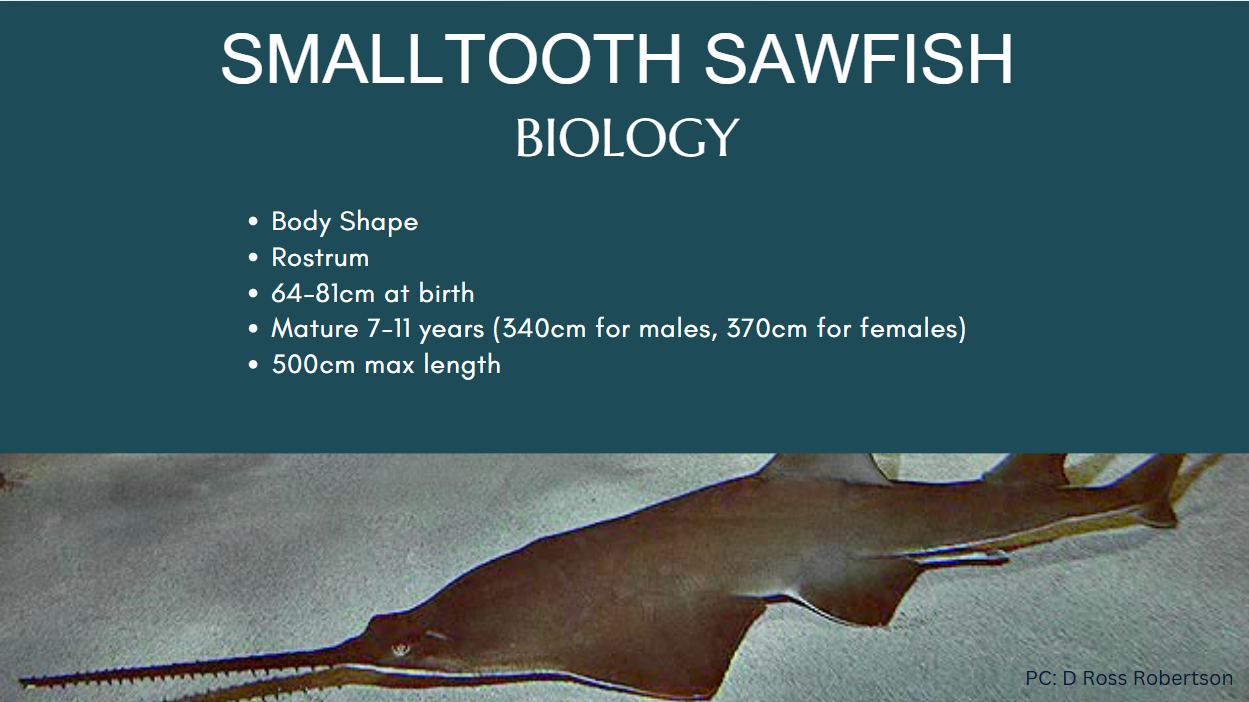 SMALLTOOTH SAWFISH
BIOLOGY
• Body Shape
• Rostrum
• 64-81cm at birth
• Mature 7-11 years (340cm for males, 370cm for females)
• 500cm max length
PC: D Ross Robertson